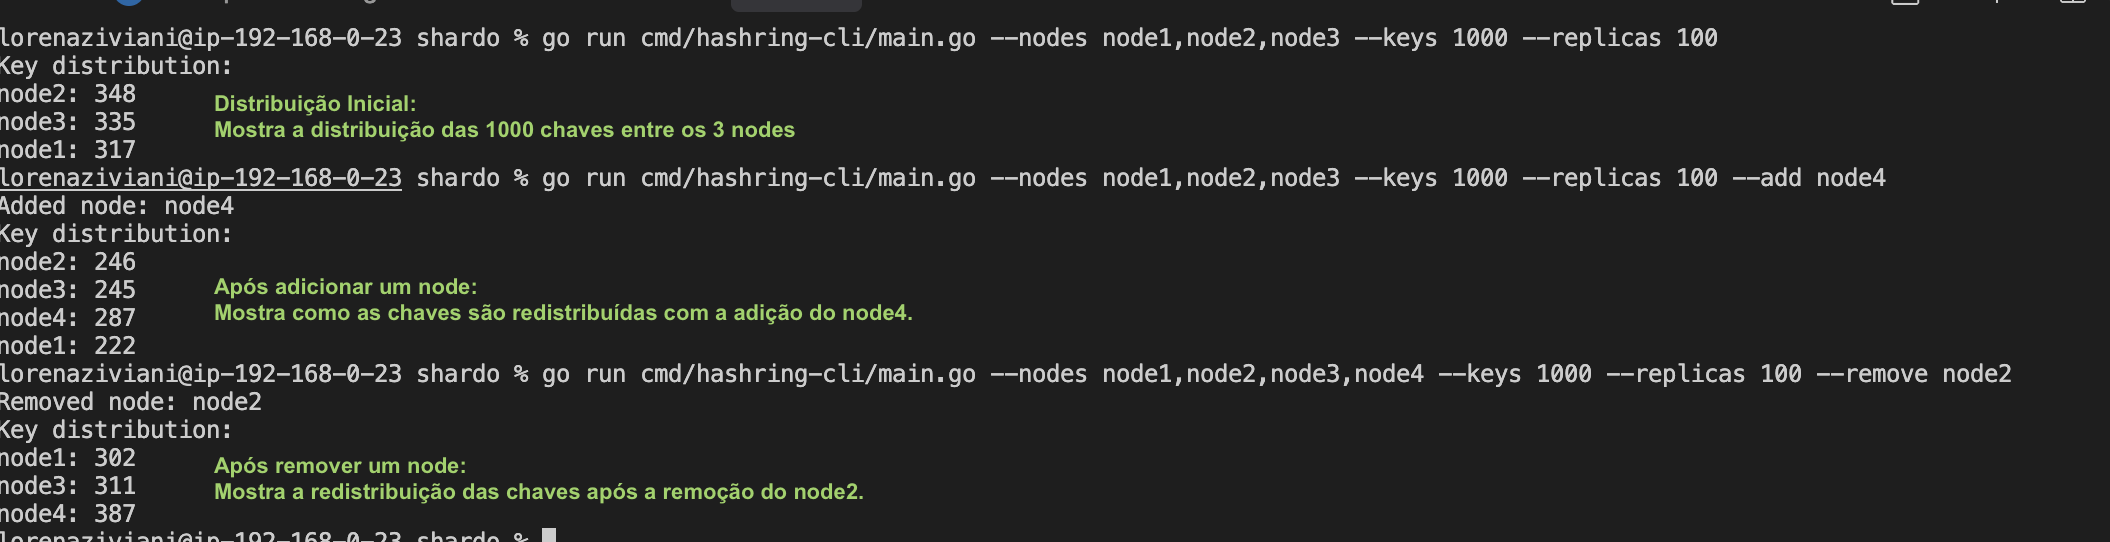 lorenaziviani@ip-192-168-0-23 shardo % go run cmd/hashring-cli/main.go --nodes node1,node2,node3 --keys 1000 --replicas 100
Key distribution:
node2: 348
node3: 335
node1: 317
Distribuição Inicial:
Mostra a distribuição das 1000 chaves entre os 3 nodes
lorenaziviani@ip-192-168-0-23 shardo % go run cmd/hashring-cli/main.go --nodes node1,node2,node3 --keys 1000 --replicas 100 --add node4
Added node: node4
Key distribution:
node2: 246
node3: 245
node4: 287
node1: 222
Após adicionar um node:
Mostra como as chaves são redistribuídas com a adição do node4.
lorenaziviani@ip-192-168-0-23 shardo % go run cmd/hashring-cli/main.go --nodes node1,node2,node3,node4 --keys 1000 --replicas 100 --remove node2
Removed node: node2
Key distribution:
node1: 302
node3: 311
node4: 387
Após remover um node:
Mostra a redistribuição das chaves após a remoção do node2.
lorenaziviani@ip-192-168-0-23 shardo %